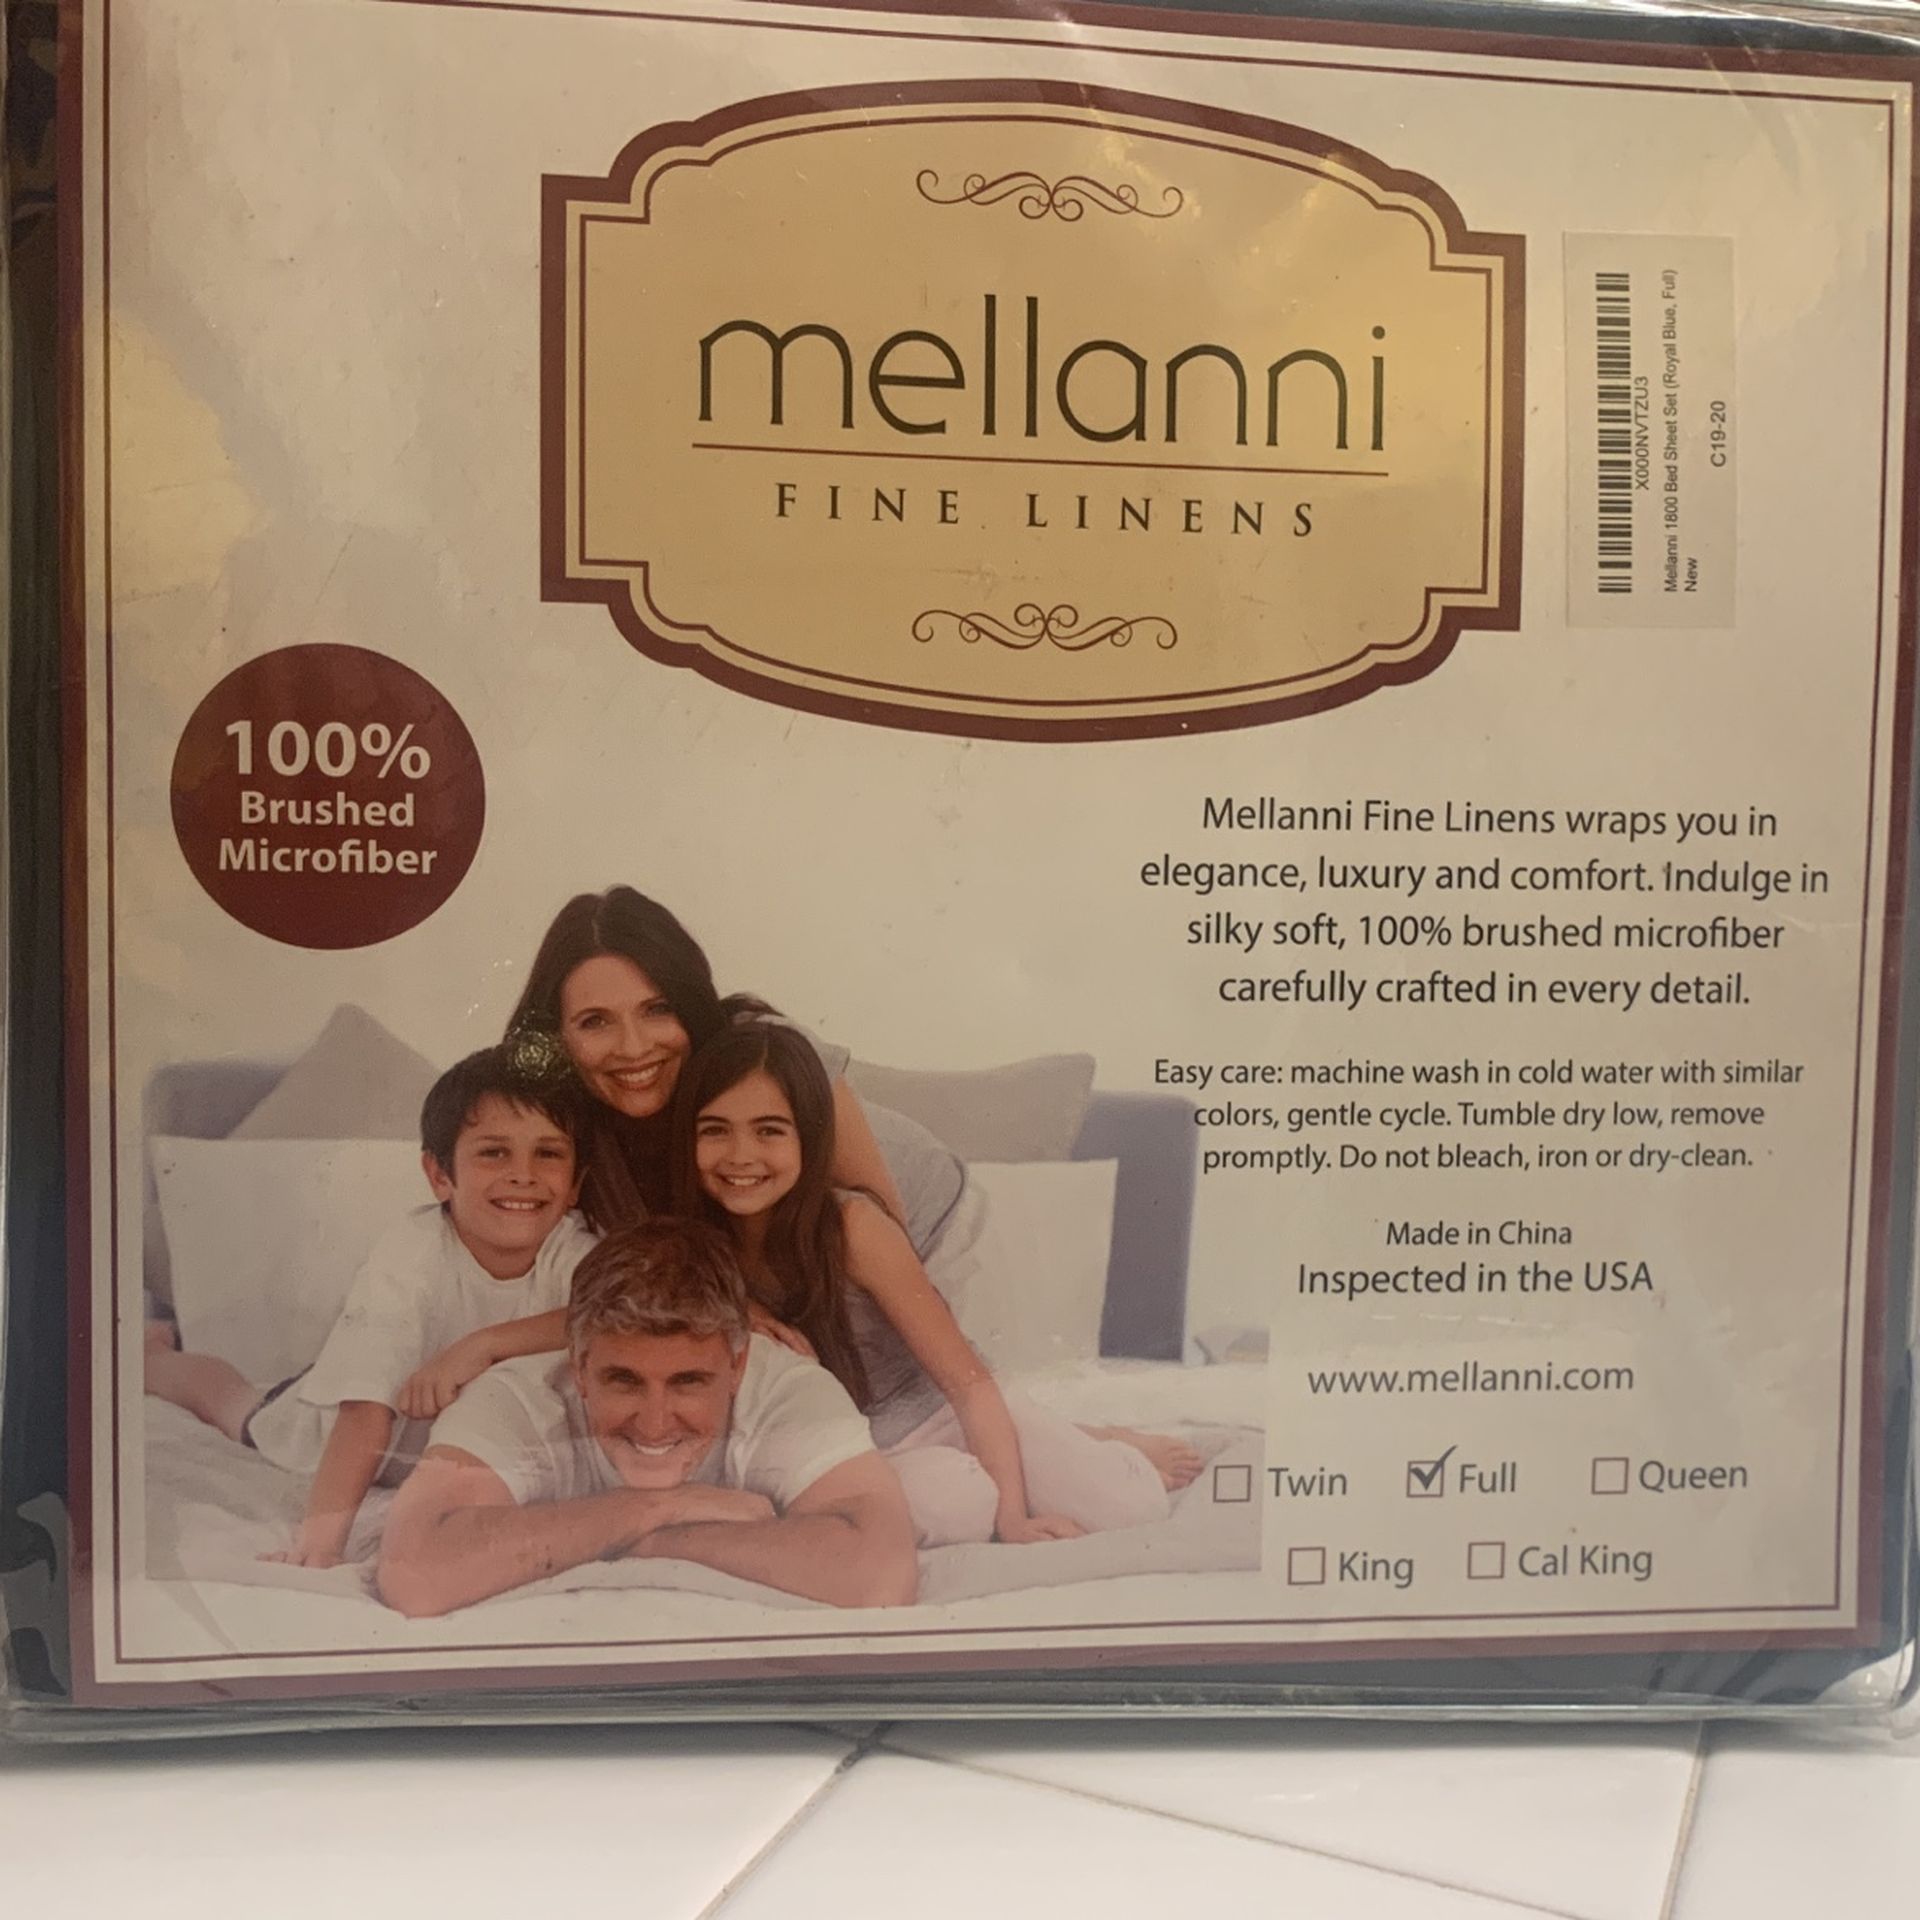 mellanni
FINE LINENS
X000NVTZU3
Mellanni 1800 Bed Sheet Set (Royal Blue, Full)
New
C19-20
100%
Brushed
Microfiber
Mellanni Fine Linens wraps you in
elegance, luxury and comfort. Indulge in
silky soft, 100% brushed microfiber
carefully crafted in every detail.
Easy care: machine wash in cold water with similar
colors, gentle cycle. Tumble dry low, remove
promptly. Do not bleach, iron or dry-clean.
Made in China
Inspected in the USA
www.mellanni.com
Twin Full Queen
King Cal King